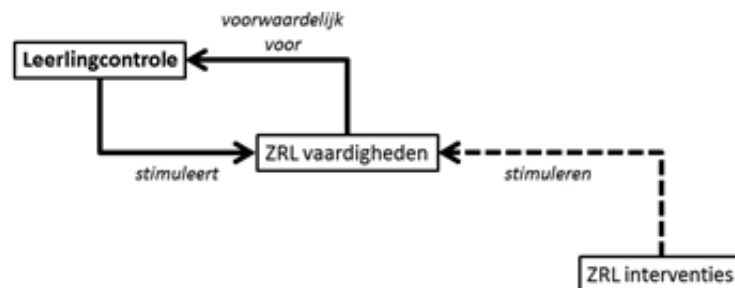 voorwaardelijk
voor
Leerlingcontrole
ZRL vaardigheden
stimuleert
stimuleren
ZRL interventies